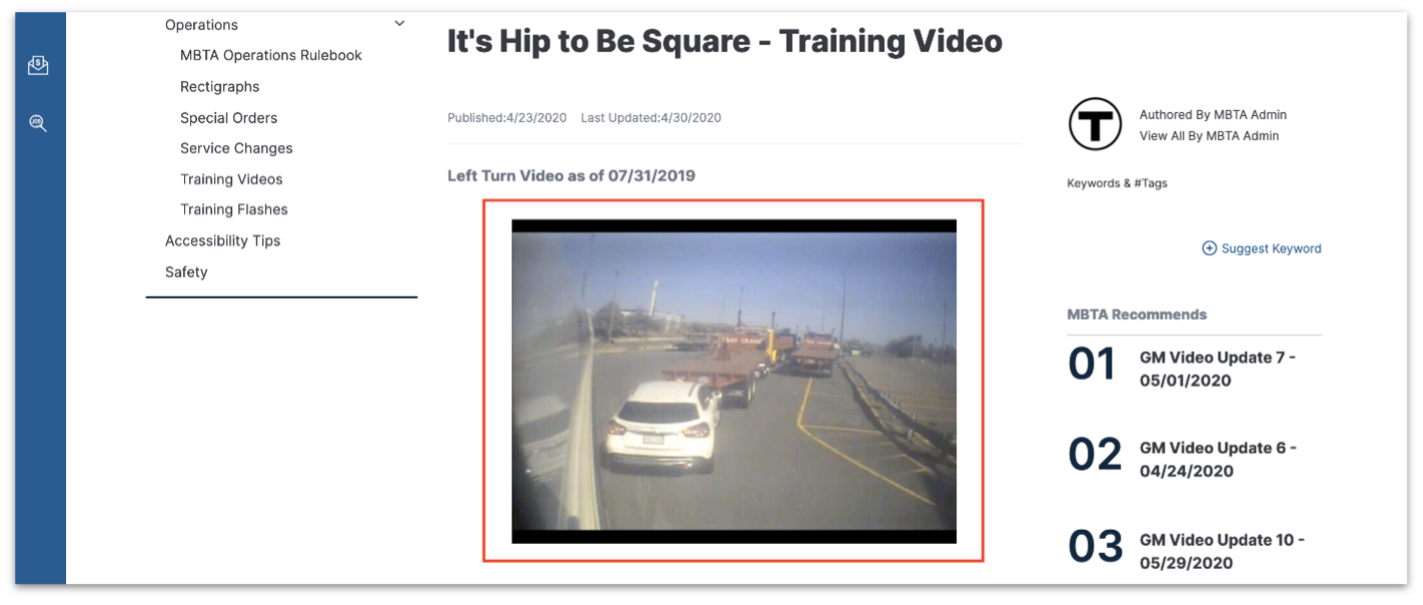 Operations
MBTA Operations Rulebook
Rectigraphs
Special Orders
Service Changes
Training Videos
Training Flashes
Accessibility Tips
Safety
It's Hip to Be Square - Training Video
Published:4/23/2020 Last Updated:4/30/2020
Left Turn Video as of 07/31/2019
T
Authored By MBTA Admin
View All By MBTA Admin
Keywords & #Tags
Suggest Keyword
MBTA Recommends
01
GM Video Update 7 -
05/01/2020
02
GM Video Update 6 -
04/24/2020
03
GM Video Update 10 -
05/29/2020